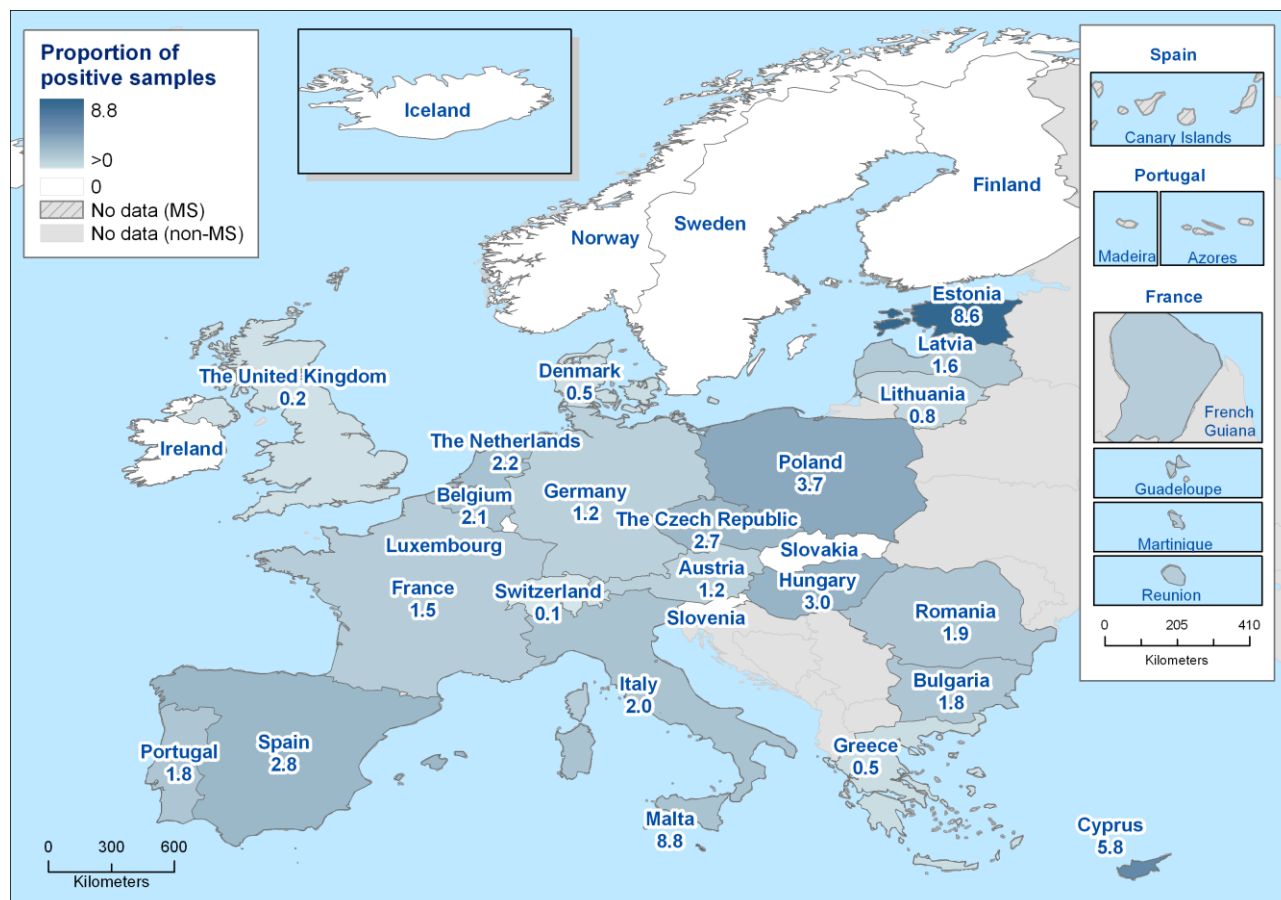 Proportion of
positive samples
8.8
>0
0
No data (MS)
No data (non-MS)
Iceland
Norway
Sweden
Finland
Estonia
8.6
Latvia
1.6
Lithuania
0.8
Denmark
0.5
The United Kingdom
0.2
Ireland
The Netherlands
2.2
Belgium
2.1
Germany
1.2
Poland
3.7
The Czech Republic
2.7
Luxembourg
Slovakia
Austria
1.2
Hungary
3.0
France
1.5
Switzerland
0.1
Slovenia
Romania
1.9
Bulgaria
1.8
Italy
2.0
Portugal
1.8
Spain
2.8
Greece
0.5
Malta
8.8
Cyprus
5.8
0 300 600
Kilometers
Spain
Canary Islands
Portugal
Madeira
Azores
France
French
Guiana
Guadeloupe
Martinique
Reunion
0 205 410
Kilometers